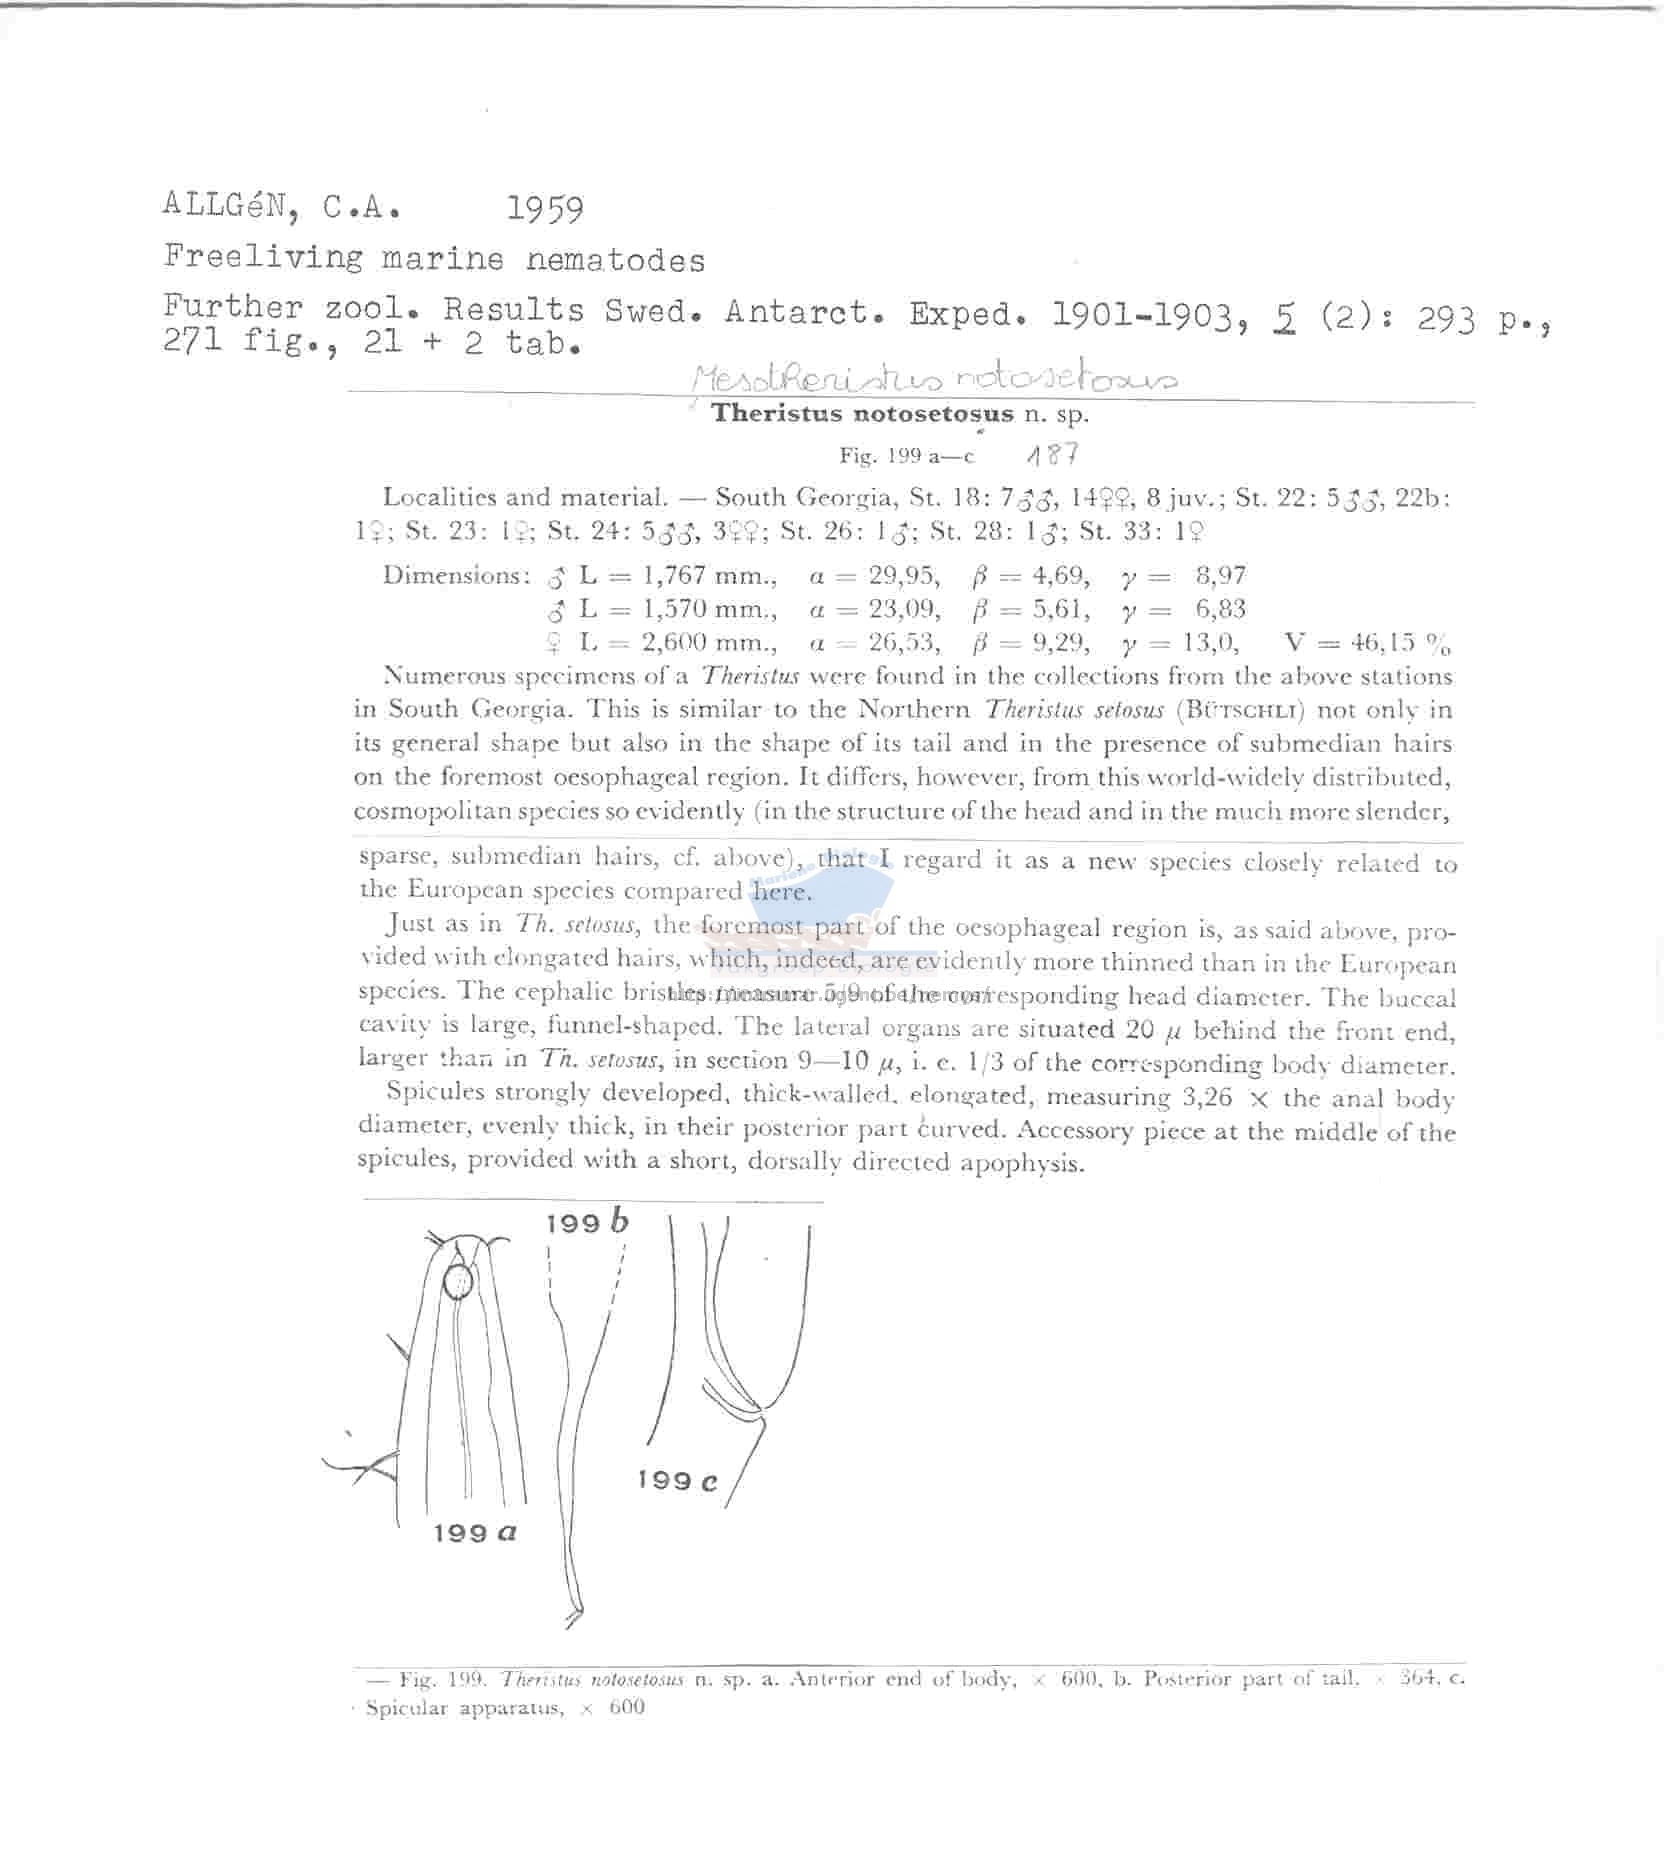 ALLGéN, C.A. 1959
Freeliving marine nematodes
Further zool. Results Swed. Antarct. Exped. 1901-1903, 5 (2): 293 p.,
271 fig., 21 + 2 tab.
Mesotheristus notosetosus
Theristus notosetosus n. sp.
Fig. 199 a—c 187
Localities and material. — South Georgia, St. 18: 7♂♂, 14♀♀, 8 juv.; St. 22: 5♂♂, 22b:
1♀; St. 23: 1♀; St. 24: 5♂♂, 3♀♀; St. 26: 1♂; St. 28: 1♂; St. 33: 1♀
Dimensions: ♂ L = 1,767 mm., α = 29,95, β = 4,69, γ = 8,97
♂ L = 1,570 mm., α = 23,09, β = 5,61, γ = 6,83
♀ L = 2,600 mm., α = 26,53, β = 9,29, γ = 13,0, V = 46,15 %
Numerous specimens of a Theristus were found in the collections from the above stations
in South Georgia. This is similar to the Northern Theristus setosus (BÜTSCHLI) not only in
its general shape but also in the shape of its tail and in the presence of submedian hairs
on the foremost oesophageal region. It differs, however, from this world-widely distributed,
cosmopolitan species so evidently (in the structure of the head and in the much more slender,
sparse, submedian hairs, cf. above), that I regard it as a new species closely related to
the European species compared here.
Just as in Th. setosus, the foremost part of the oesophageal region is, as said above, pro-
vided with elongated hairs, which, indeed, are evidently more thinned than in the European
species. The cephalic bristles measure 5/9 of the corresponding head diameter. The buccal
cavity is large, funnel-shaped. The lateral organs are situated 20 μ behind the front end,
larger than in Th. setosus, in section 9—10 μ, i. e. 1/3 of the corresponding body diameter.
Spicules strongly developed, thick-walled, elongated, measuring 3,26 × the anal body
diameter, evenly thick, in their posterior part curved. Accessory piece at the middle of the
spicules, provided with a short, dorsally directed apophysis.
199 b
199 c
199 a
— Fig. 199. Theristus notosetosus n. sp. a. Anterior end of body, × 600, b. Posterior part of tail, × 364, c.
Spicular apparatus, × 600